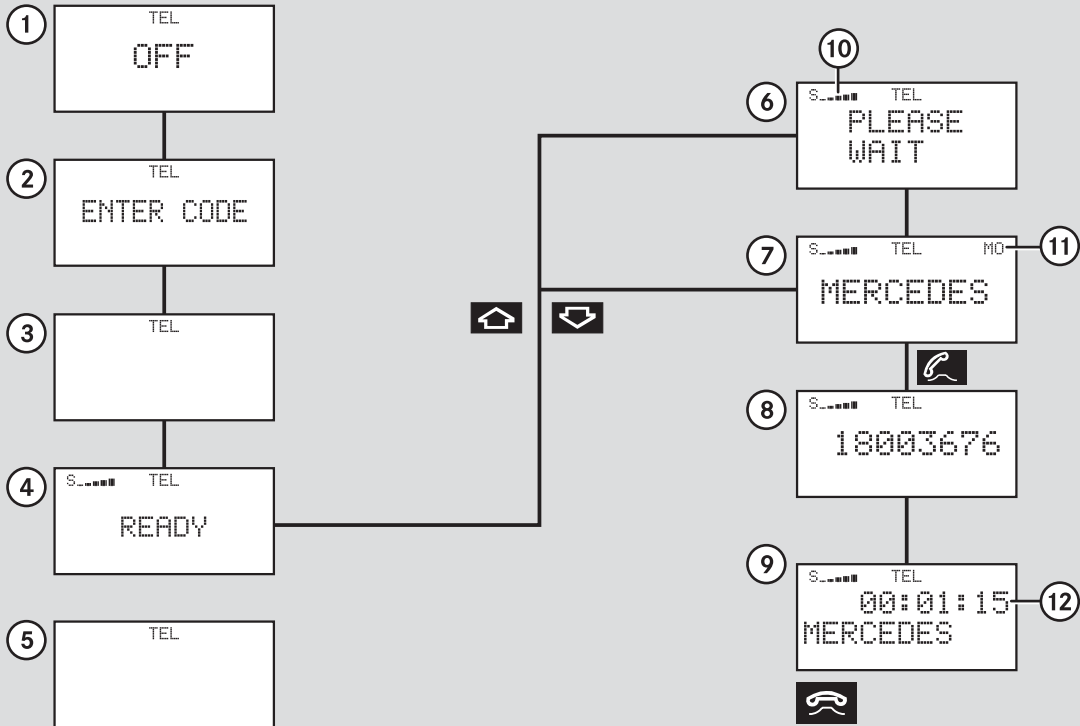 1
TEL
OFF
2
TEL
ENTER CODE
3
TEL
4
S TEL
READY
5
TEL
10
6
S TEL
PLEASE
WAIT
7
S TEL MO
11
MERCEDES
8
S TEL
18003676
9
S TEL
00:01:15
12
MERCEDES